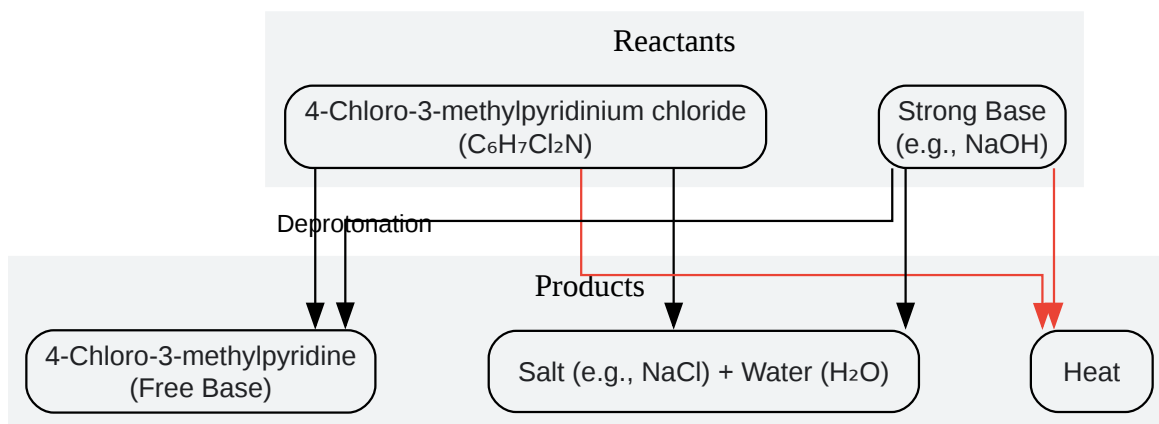 Reactants
4-Chloro-3-methylpyridinium chloride
(C₆H₇Cl₂N)
Strong Base
(e.g., NaOH)
Deprotonation
Products
4-Chloro-3-methylpyridine
(Free Base)
Salt (e.g., NaCl) + Water (H₂O)
Heat